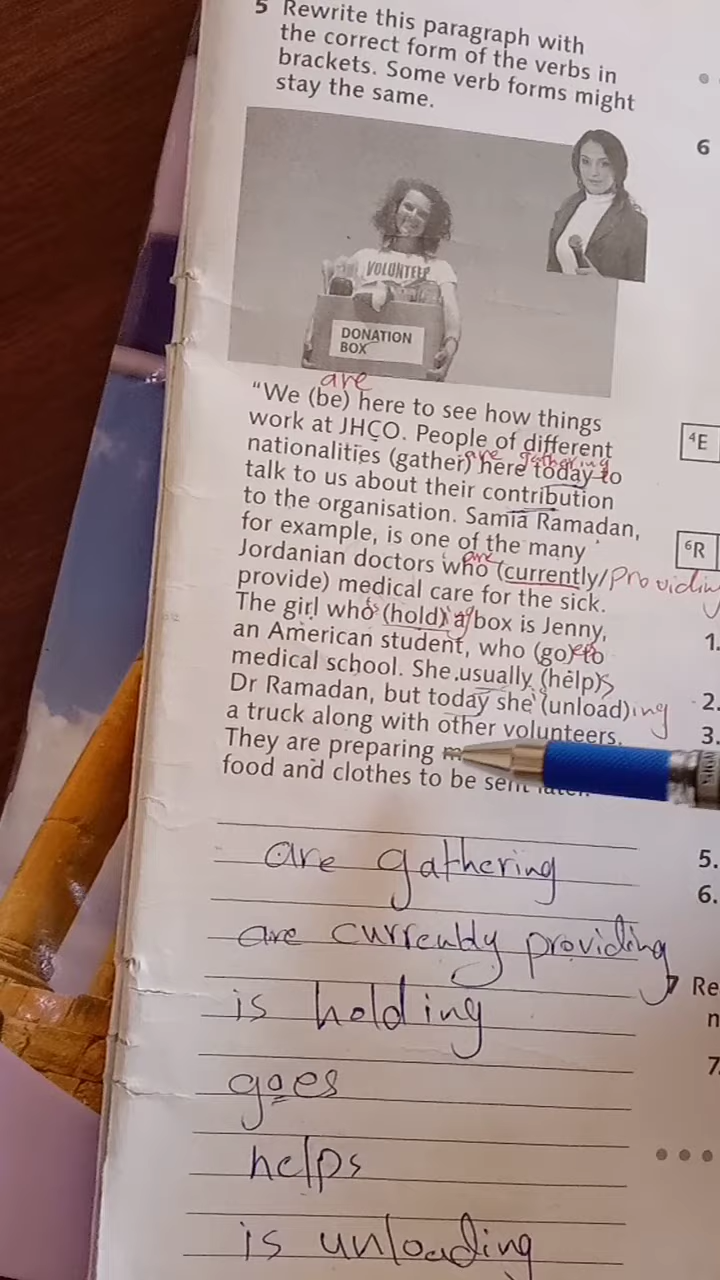 5 Rewrite this paragraph with
the correct form of the verbs in
brackets. Some verb forms might
stay the same.
6
VOLUNTEER
DONATION
BOX
are
"We (be) here to see how things
work at JHCO. People of different
are gathering
nationalities (gather) here today to
talk to us about their contribution
to the organisation. Samia Ramadan,
for example, is one of the many
are
Jordanian doctors who (currently/ providing
provide) medical care for the sick.
The girl who is (hold) ing a box is Jenny,
an American student, who (go) es to
medical school. She usually (help)s
Dr Ramadan, but today she is (unload)ing
a truck along with other volunteers.
They are preparing
food and clothes to be sent later.
4E
6R
1.
2.
3.
5.
6.
7 Re
n
7.
are gathering
are currently providing
is holding
goes
helps
is unloading